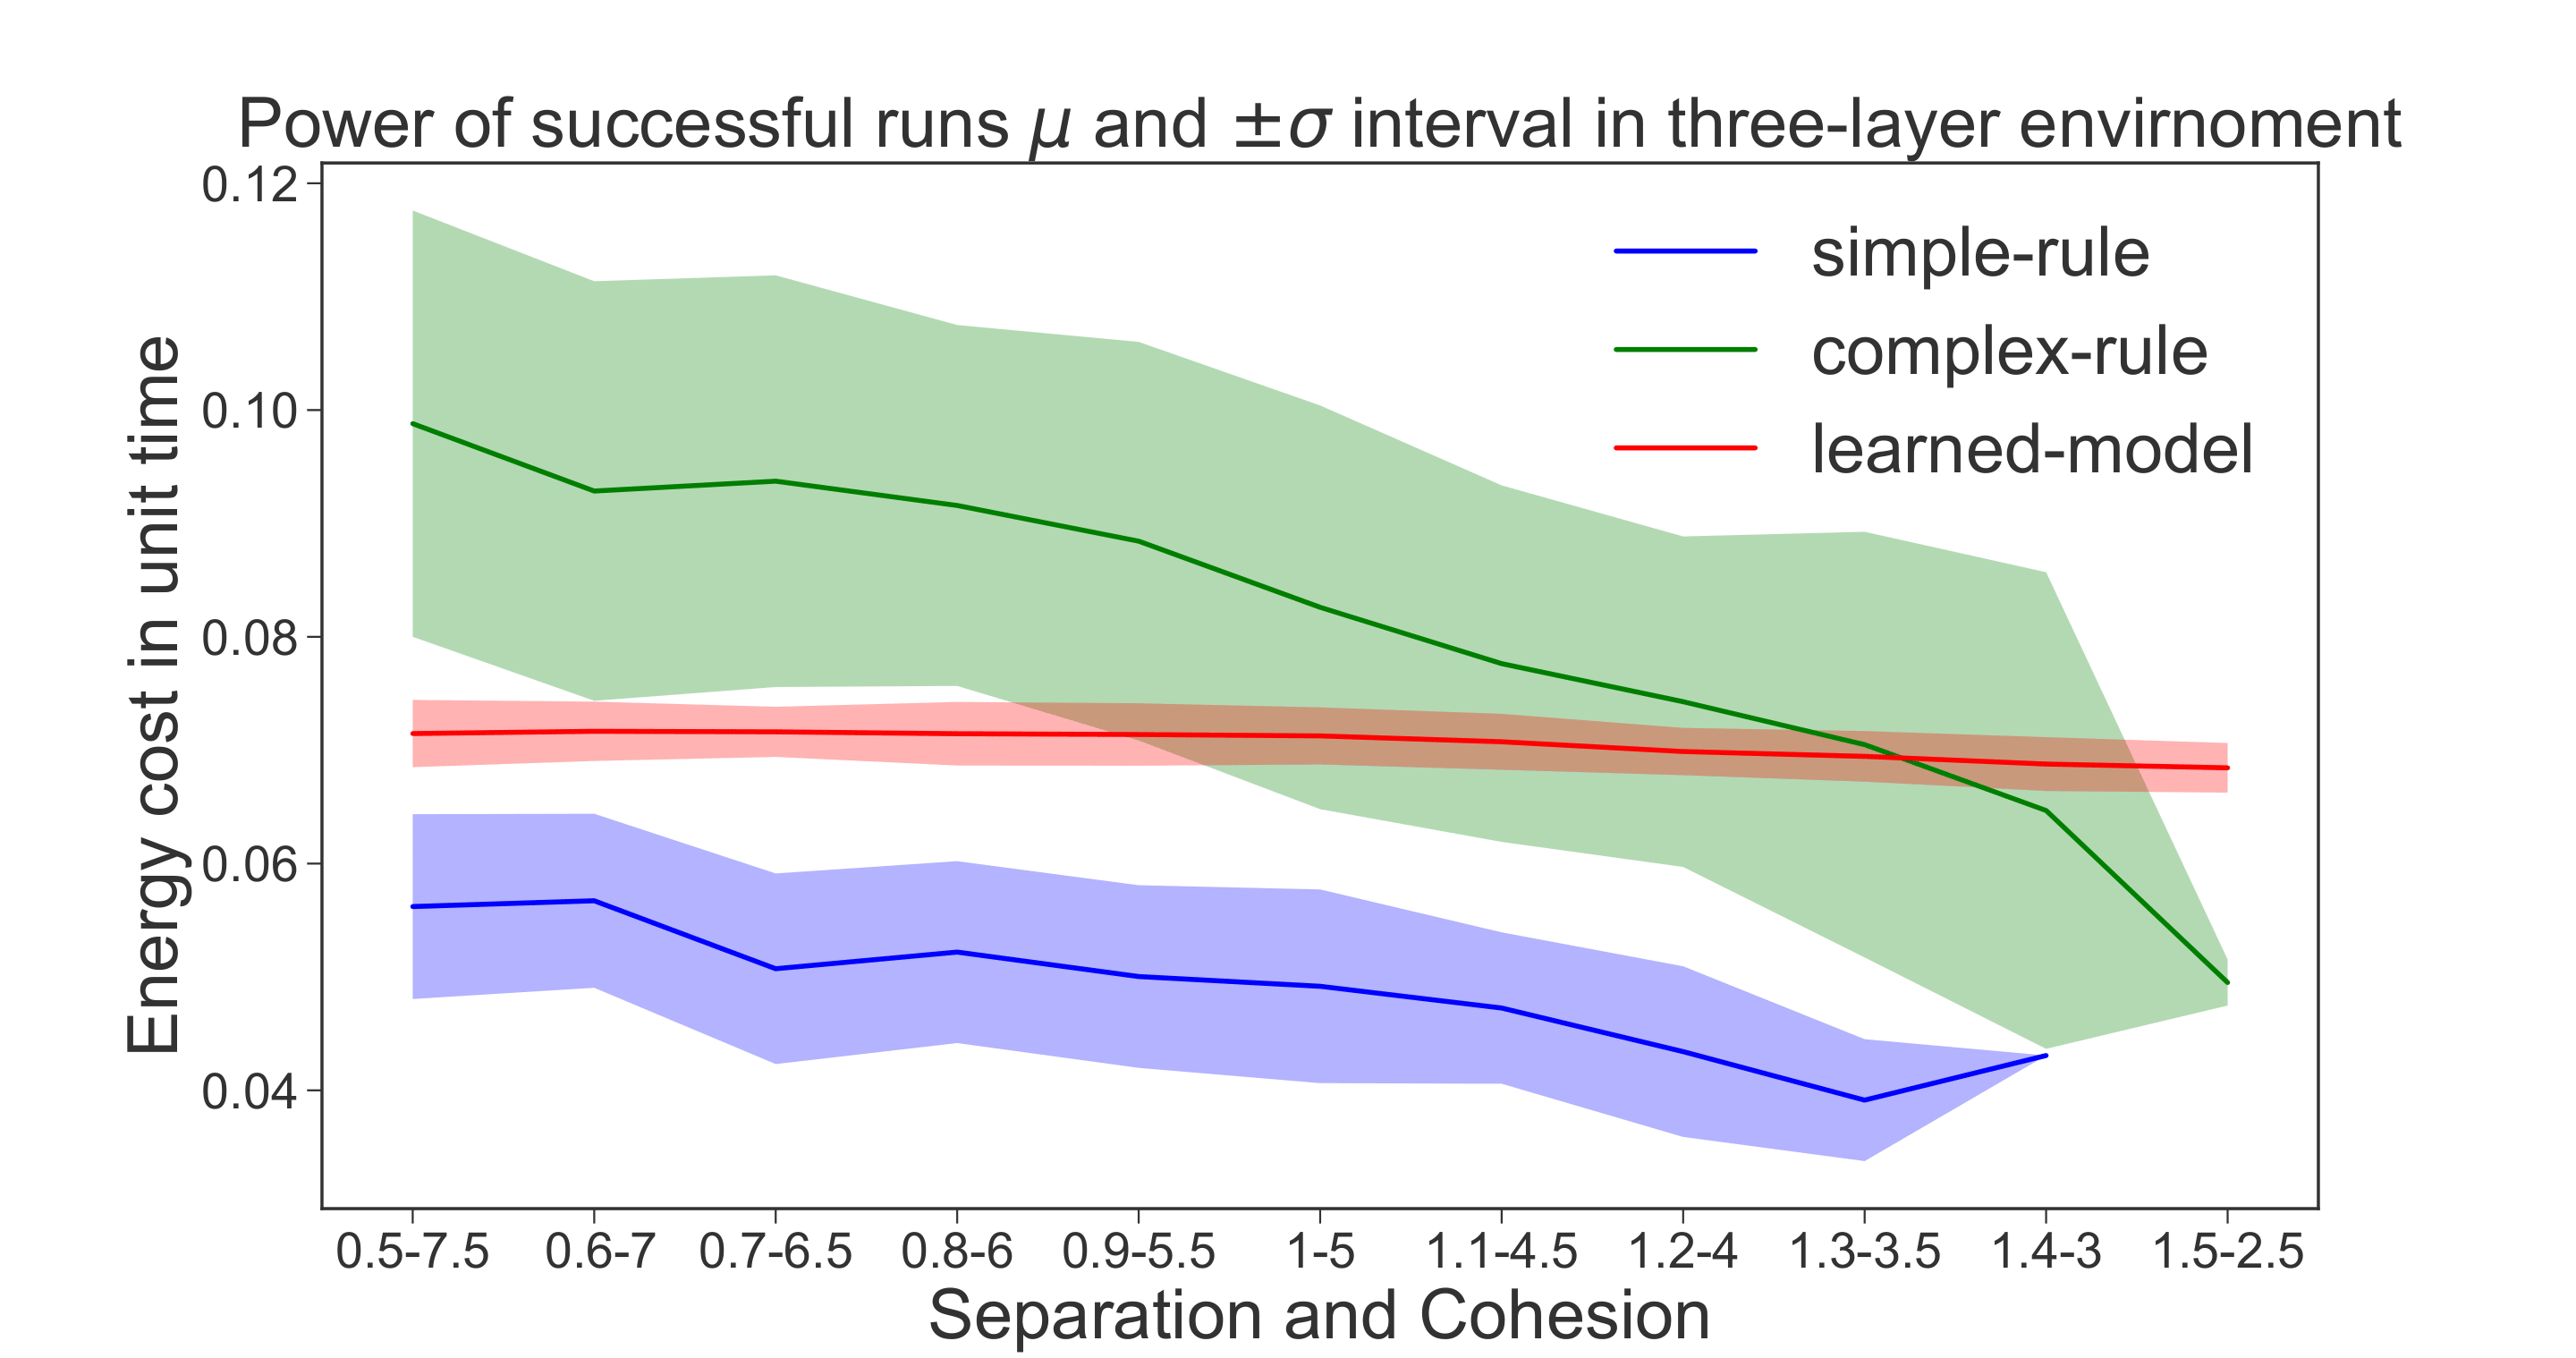 Power of successful runs μ and ±σ interval in three-layer envirnoment
0.12
0.10
0.08
0.06
0.04
Energy cost in unit time
simple-rule
complex-rule
learned-model
0.5-7.5 0.6-7 0.7-6.5 0.8-6 0.9-5.5 1-5 1.1-4.5 1.2-4 1.3-3.5 1.4-3 1.5-2.5
Separation and Cohesion